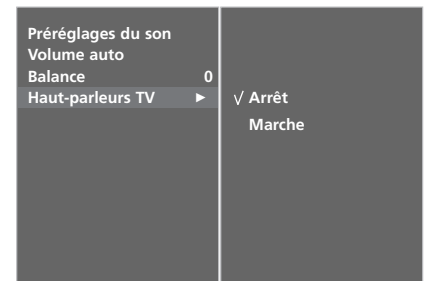 Préréglages du son
Volume auto
Balance 0
Haut-parleurs TV ►
√ Arrêt
Marche